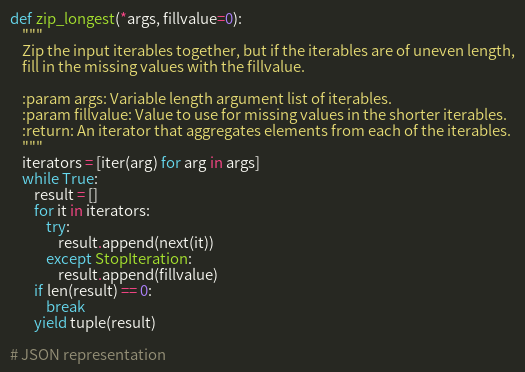 def zip_longest(*args, fillvalue=0):
    """
    Zip the input iterables together, but if the iterables are of uneven length,
    fill in the missing values with the fillvalue.

    :param args: Variable length argument list of iterables.
    :param fillvalue: Value to use for missing values in the shorter iterables.
    :return: An iterator that aggregates elements from each of the iterables.
    """
    iterators = [iter(arg) for arg in args]
    while True:
        result = []
        for it in iterators:
            try:
                result.append(next(it))
            except StopIteration:
                result.append(fillvalue)
        if len(result) == 0:
            break
        yield tuple(result)

# JSON representation